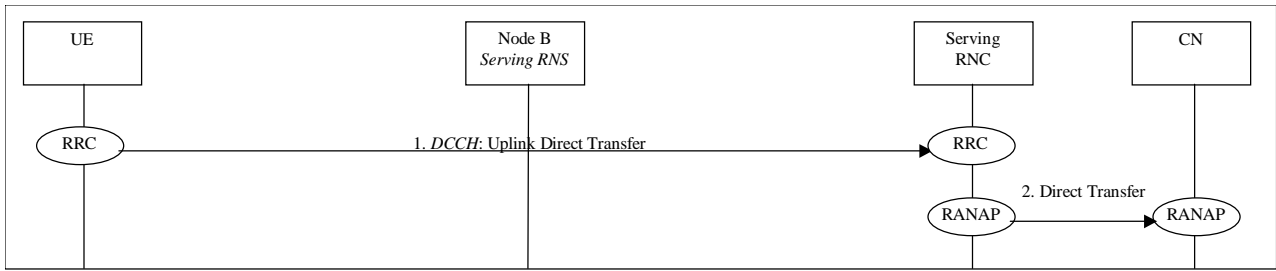 UE
Node B
Serving RNS
Serving
RNC
CN
RRC
1. DCCH: Uplink Direct Transfer
RRC
2. Direct Transfer
RANAP
RANAP